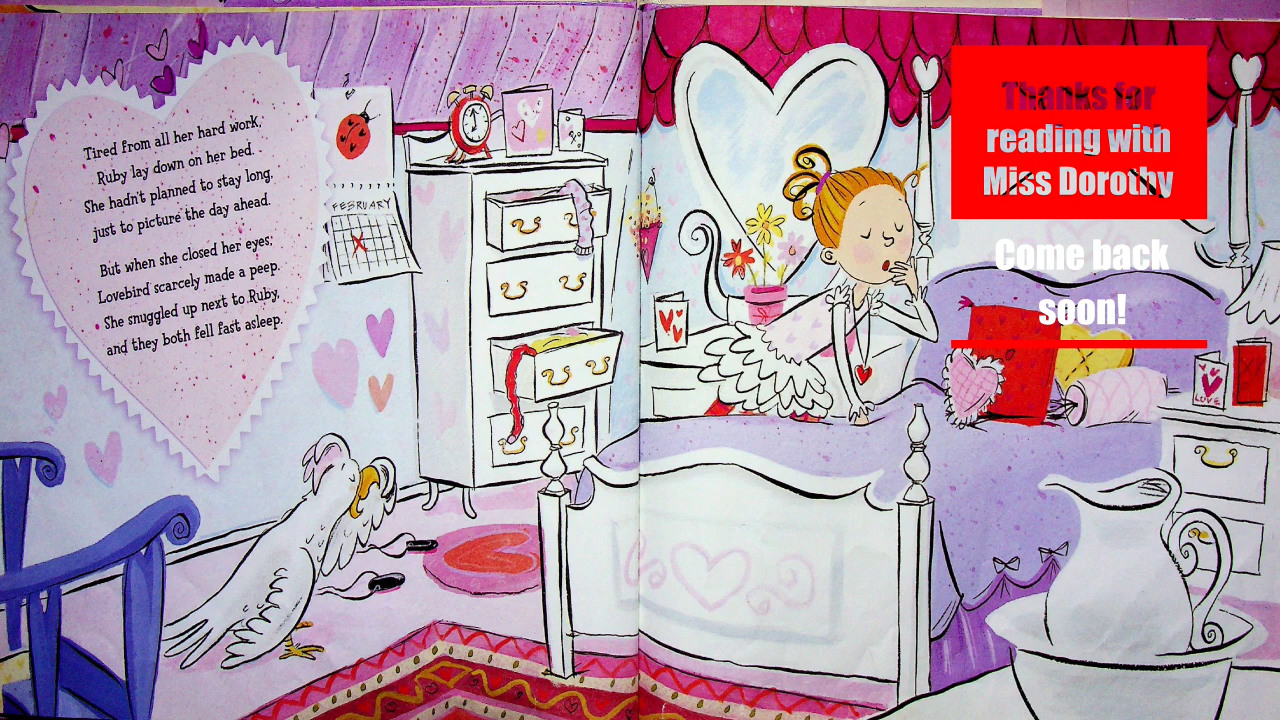 Tired from all her hard work,
Ruby lay down on her bed.
She hadn't planned to stay long,
just to picture the day ahead.
But when she closed her eyes,
Lovebird scarcely made a peep.
She snuggled up next to Ruby,
and they both fell fast asleep.
FEBRUARY
LOVE
Thanks for
reading with
Miss Dorothy
Come back
soon!